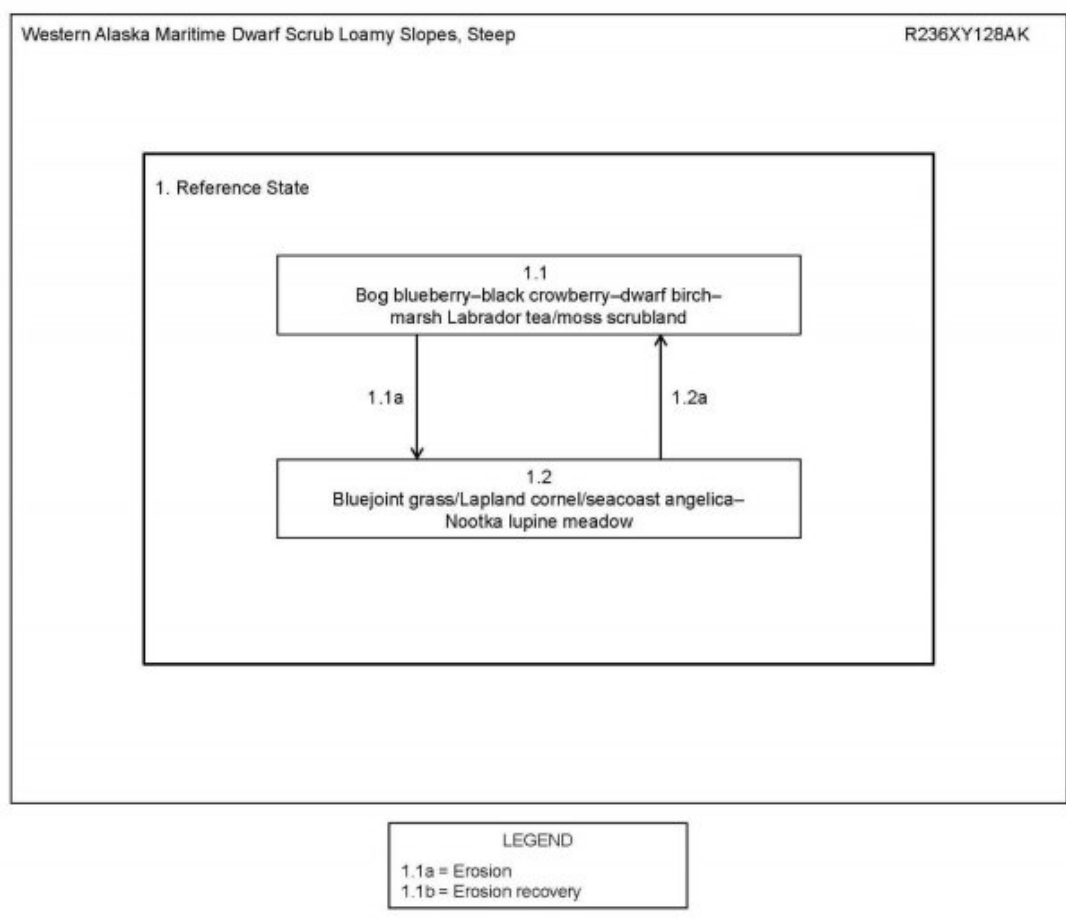 Western Alaska Maritime Dwarf Scrub Loamy Slopes, Steep R236XY128AK
1. Reference State
1.1
Bog blueberry–black crowberry–dwarf birch–
marsh Labrador tea/moss scrubland
1.1a
1.2a
1.2
Bluejoint grass/Lapland cornel/seacoast angelica–
Nootka lupine meadow
LEGEND
1.1a = Erosion
1.1b = Erosion recovery